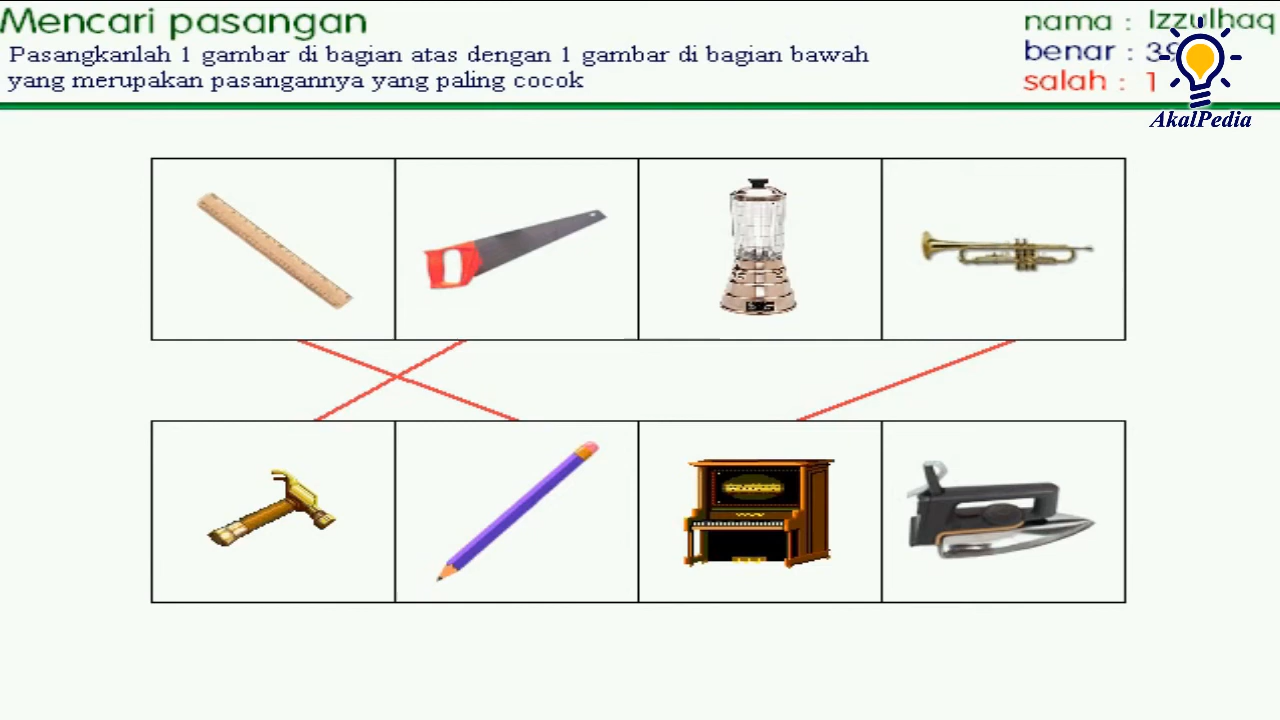 Mencari pasangan
Pasangkanlah 1 gambar di bagian atas dengan 1 gambar di bagian bawah
yang merupakan pasangannya yang paling cocok
nama : Izzulhaq
benar : 39
salah : 1
AkalPedia